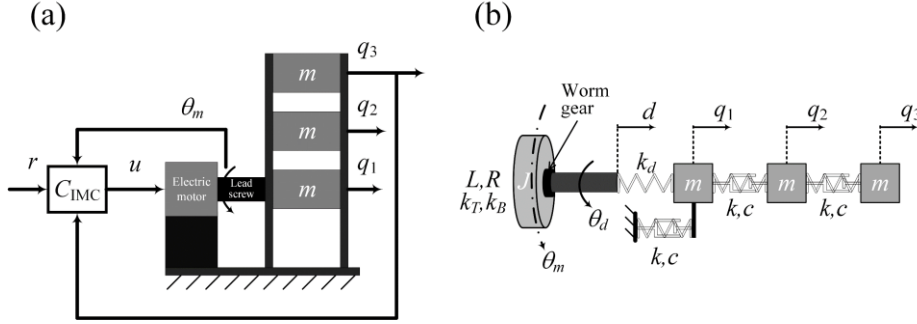 (a)
q3
m
θm
q2
m
r
u
q1
CIMC
Electric
motor
Lead
screw
m
(b)
Worm
gear
d
q1
q2
q3
kd
L,R
kT,kB
J
m
m
m
k,c
k,c
θd
k,c
θm